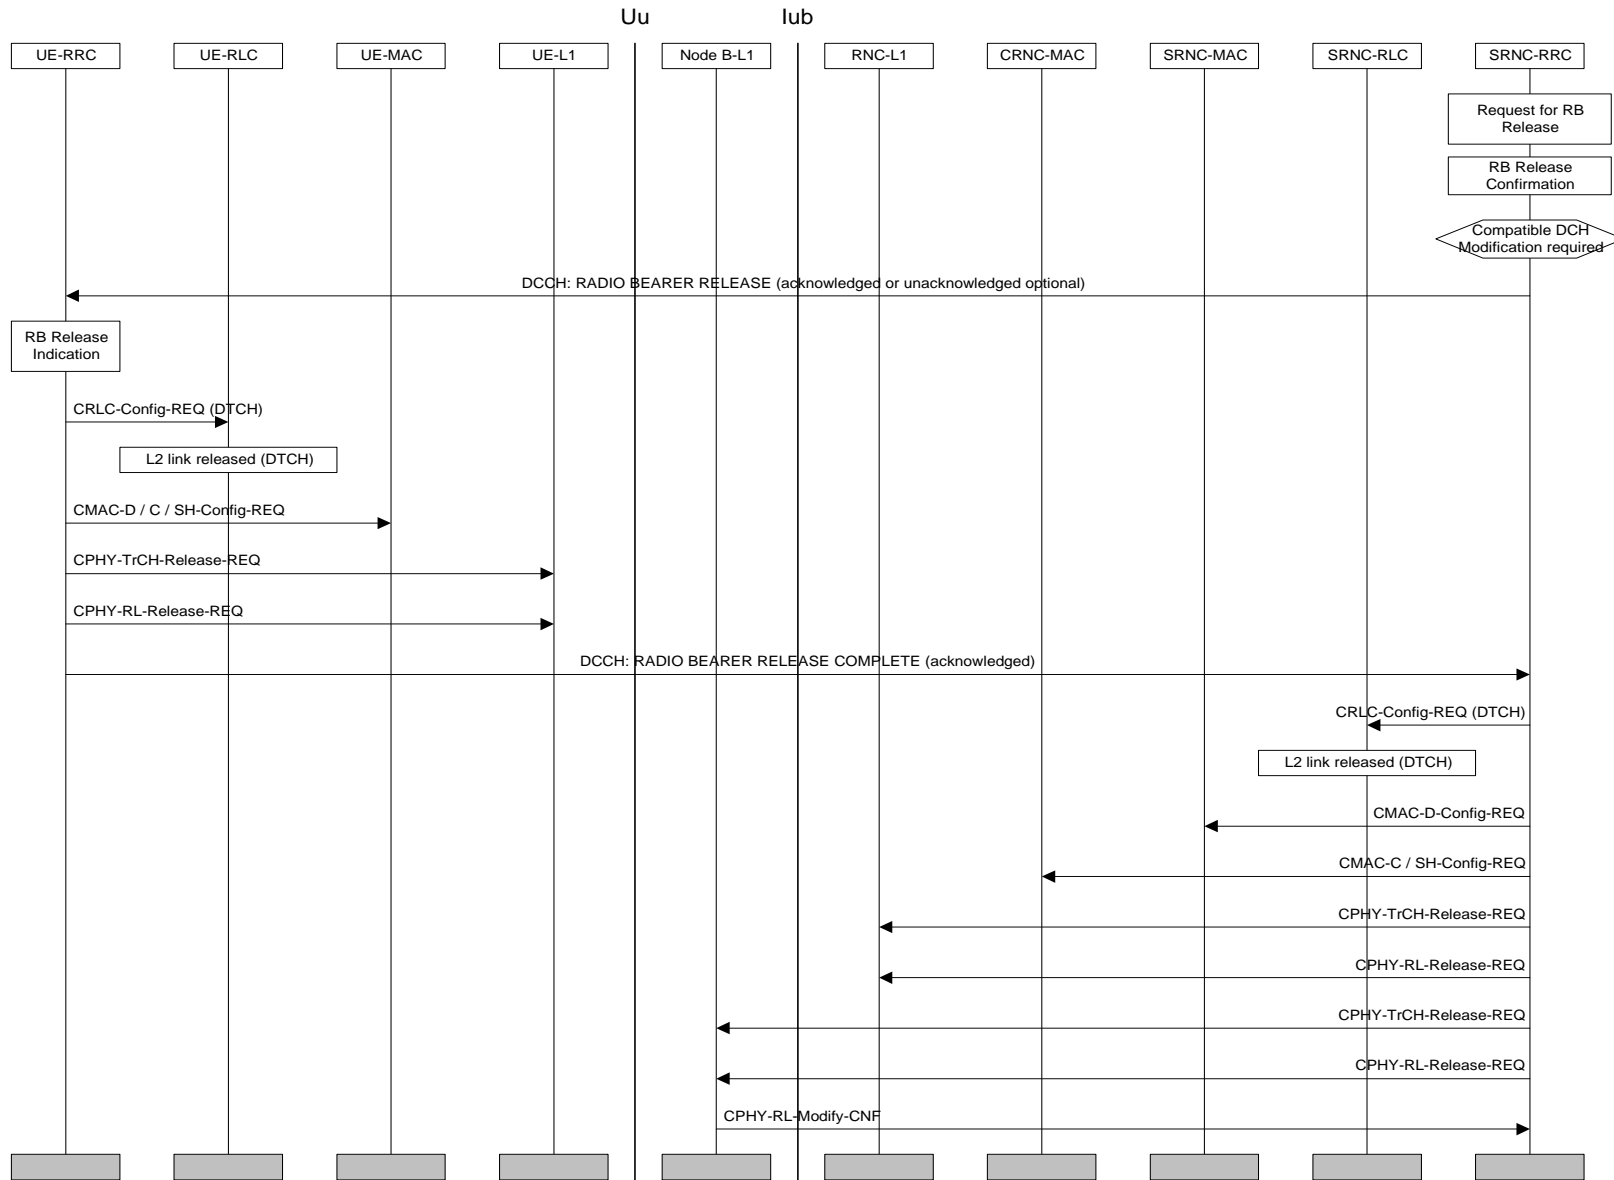 Uu
Iub
UE-RRC
UE-RLC
UE-MAC
UE-L1
Node B-L1
RNC-L1
CRNC-MAC
SRNC-MAC
SRNC-RLC
SRNC-RRC
Request for RB
Release
RB Release
Confirmation
Compatible DCH
Modification required
DCCH: RADIO BEARER RELEASE (acknowledged or unacknowledged optional)
RB Release
Indication
CRLC-Config-REQ (DTCH)
L2 link released (DTCH)
CMAC-D / C / SH-Config-REQ
CPHY-TrCH-Release-REQ
CPHY-RL-Release-REQ
DCCH: RADIO BEARER RELEASE COMPLETE (acknowledged)
CRLC-Config-REQ (DTCH)
L2 link released (DTCH)
CMAC-D-Config-REQ
CMAC-C / SH-Config-REQ
CPHY-TrCH-Release-REQ
CPHY-RL-Release-REQ
CPHY-TrCH-Release-REQ
CPHY-RL-Release-REQ
CPHY-RL-Modify-CNF